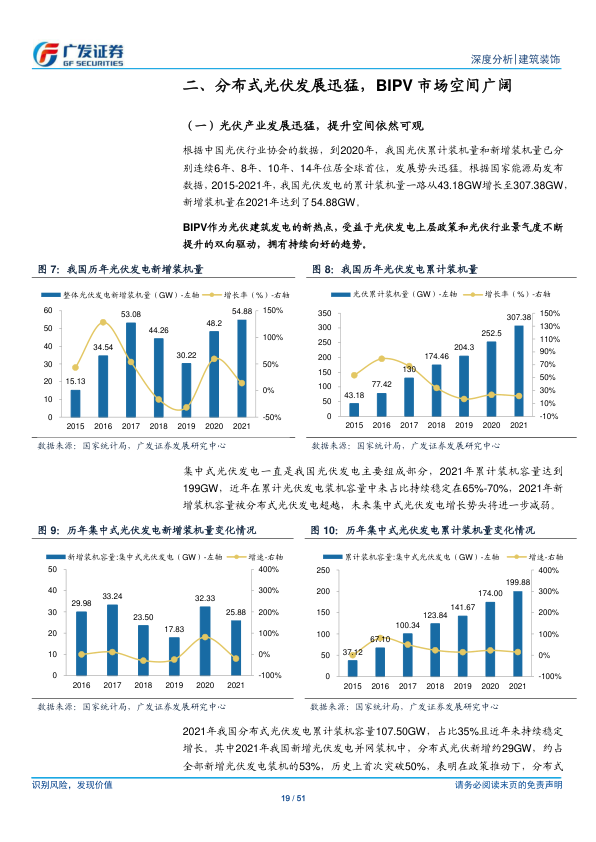 广发证券
GF SECURITIES
深度分析|建筑装饰
二、分布式光伏发展迅猛，BIPV 市场空间广阔
（一）光伏产业发展迅猛，提升空间依然可观
根据中国光伏行业协会的数据，到2020年，我国光伏累计装机量和新增装机量已分
别连续6年、8年、10年、14年位居全球首位，发展势头迅猛。根据国家能源局发布
数据，2015-2021年，我国光伏发电的累计装机量一路从43.18GW增长至307.38GW，
新增装机量在2021年达到了54.88GW。
BIPV作为光伏建筑发电的新热点，受益于光伏发电上层政策和光伏行业景气度不断
提升的双向驱动，拥有持续向好的趋势。
图 7：我国历年光伏发电新增装机量
整体光伏发电新增装机量（GW）-左轴
增长率（%）-右轴
60
50
40
30
20
10
0
15.13
34.54
53.08
44.26
30.22
48.2
54.88
150%
100%
50%
0%
-50%
2015 2016 2017 2018 2019 2020 2021
数据来源：国家统计局、广发证券发展研究中心
图 8：我国历年光伏发电累计装机量
光伏累计装机量（GW）-左轴
增长率（%）-右轴
350
300
250
200
150
100
50
0
43.18
77.42
130
174.46
204.3
252.5
307.38
150%
130%
110%
90%
70%
50%
30%
10%
-10%
2015 2016 2017 2018 2019 2020 2021
数据来源：国家统计局、广发证券发展研究中心
集中式光伏发电一直是我国光伏发电主要组成部分，2021年累计装机容量达到
199GW，近年在累计光伏发电装机容量中来占比持续稳定在65%-70%，2021年新
增装机容量被分布式光伏发电超越，未来集中式光伏发电增长势头将进一步减弱。
图 9：历年集中式光伏发电新增装机量变化情况
新增装机容量:集中式光伏发电（GW）-左轴
增速-右轴
50
40
30
20
10
0
29.98
33.24
23.50
17.83
32.33
25.88
400%
300%
200%
100%
0%
-100%
2016 2017 2018 2019 2020 2021
数据来源：国家统计局、广发证券发展研究中心
图 10：历年集中式光伏发电累计装机量变化情况
累计装机容量:集中式光伏发电（GW）-左轴
增速-右轴
250
200
150
100
50
0
37.12
67.10
100.34
123.84
141.67
174.00
199.88
400%
300%
200%
100%
0%
-100%
2015 2016 2017 2018 2019 2020 2021
数据来源：国家统计局、广发证券发展研究中心
2021年我国分布式光伏发电累计装机容量107.50GW，占比35%且近年来持续稳定
增长。其中2021年我国新增光伏发电并网装机中，分布式光伏新增约29GW，约占
全部新增光伏发电装机的53%，历史上首次突破50%，表明在政策推动下，分布式
识别风险，发现价值
请务必阅读末页的免责声明
19 / 51